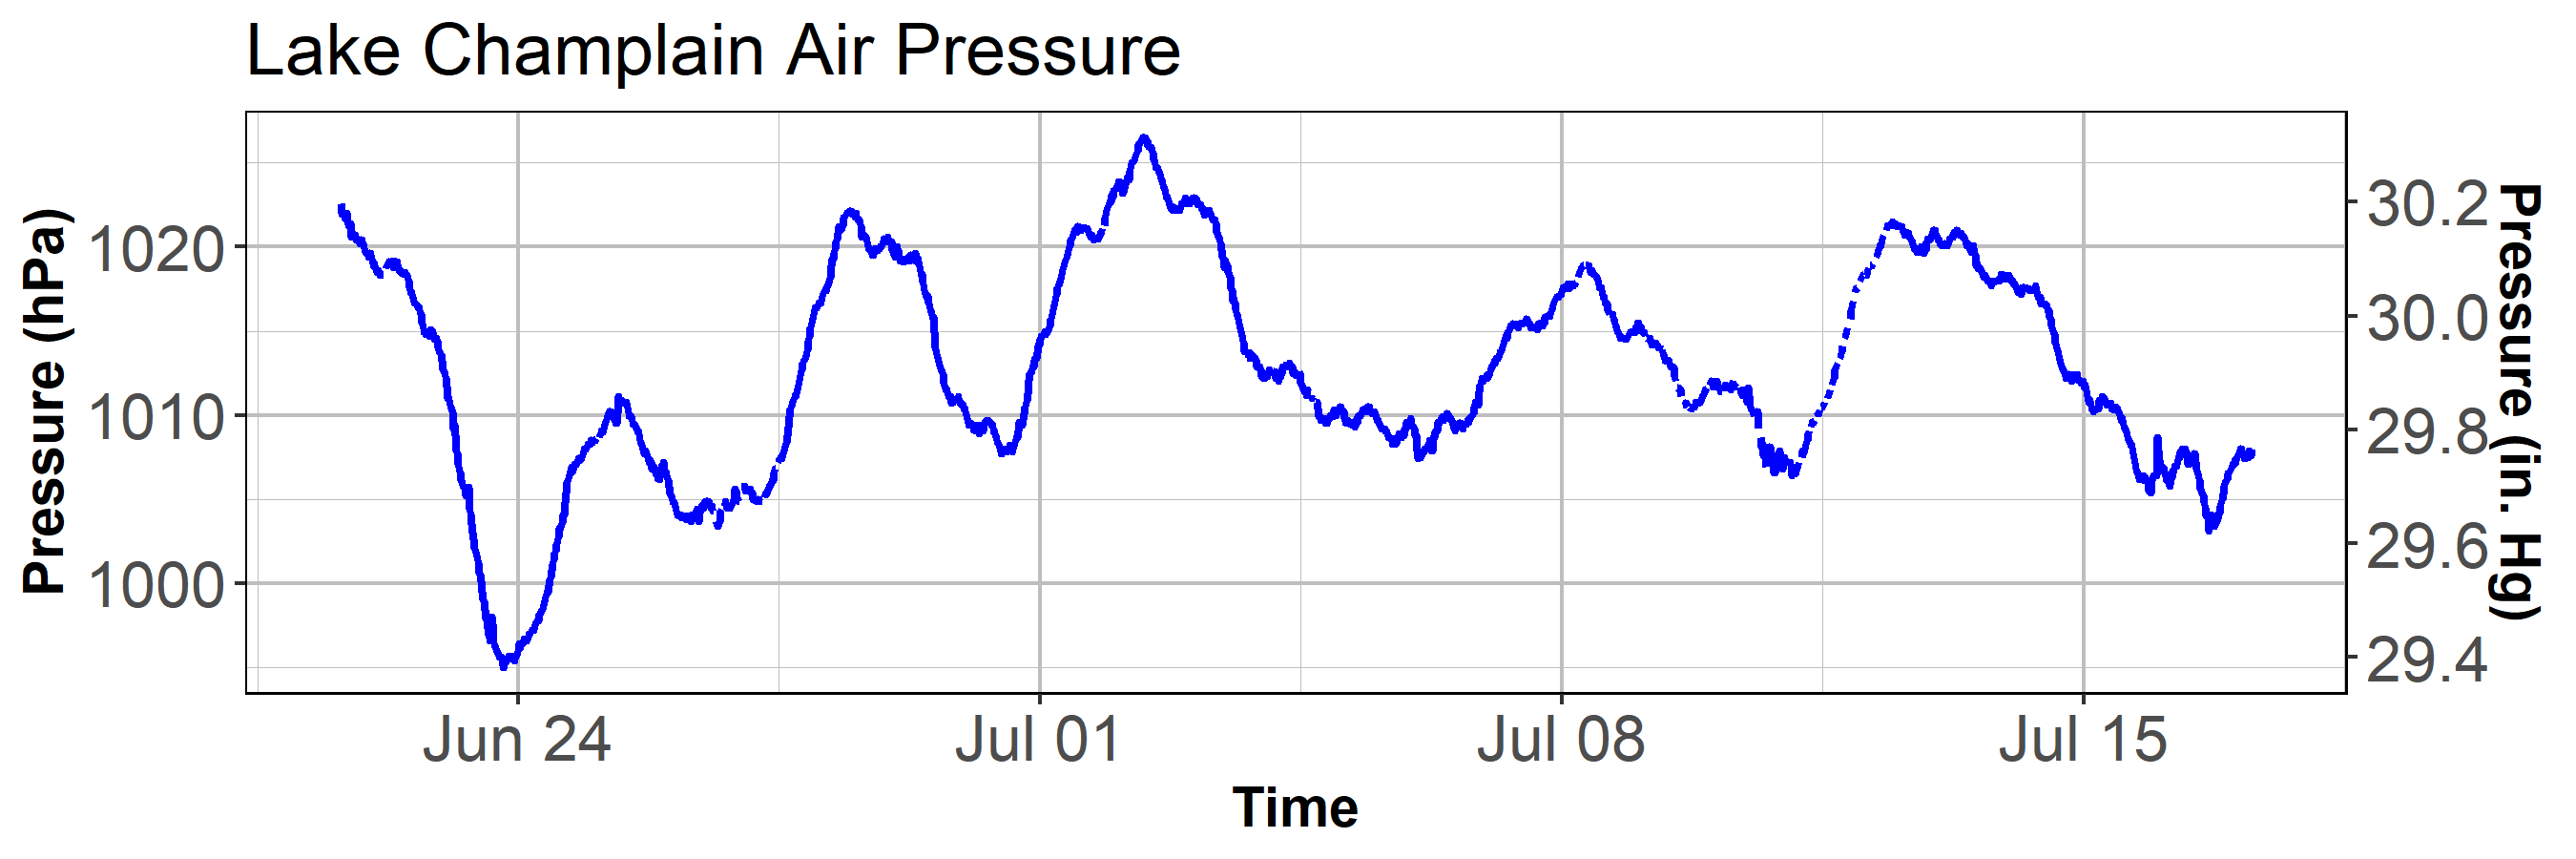 Lake Champlain Air Pressure
Pressure (hPa)
1020
1010
1000
30.2
30.0
29.8
29.6
29.4
Pressure (in. Hg)
Jun 24
Jul 01
Jul 08
Jul 15
Time